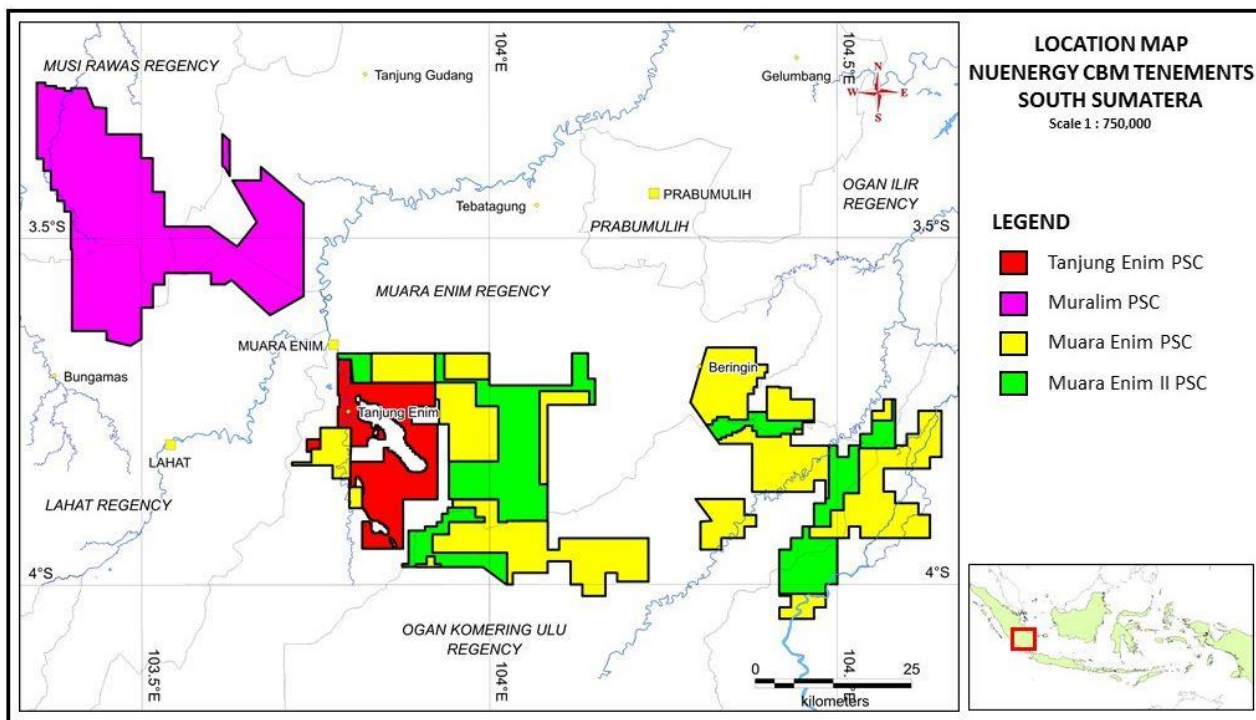 LOCATION MAP
NUENERGY CBM TENEMENTS
SOUTH SUMATERA
Scale 1 : 750,000
LEGEND
Tanjung Enim PSC
Muralim PSC
Muara Enim PSC
Muara Enim II PSC
MUSI RAWAS REGENCY
Tanjung Gudang
104°E
Gelumbang
104.5°E
N
W
E
S
PRABUMULIH
OGAN ILIR
REGENCY
Tebatagung
PRABUMULIH
3.5°S
3.5°S
MUARA ENIM REGENCY
MUARA ENIM
Beringin
Bungamas
Tanjung Enim
LAHAT
LAHAT REGENCY
4°S
4°S
OGAN KOMERING ULU
REGENCY
103.5°E
104°E
104.5°E
0
25
kilometers